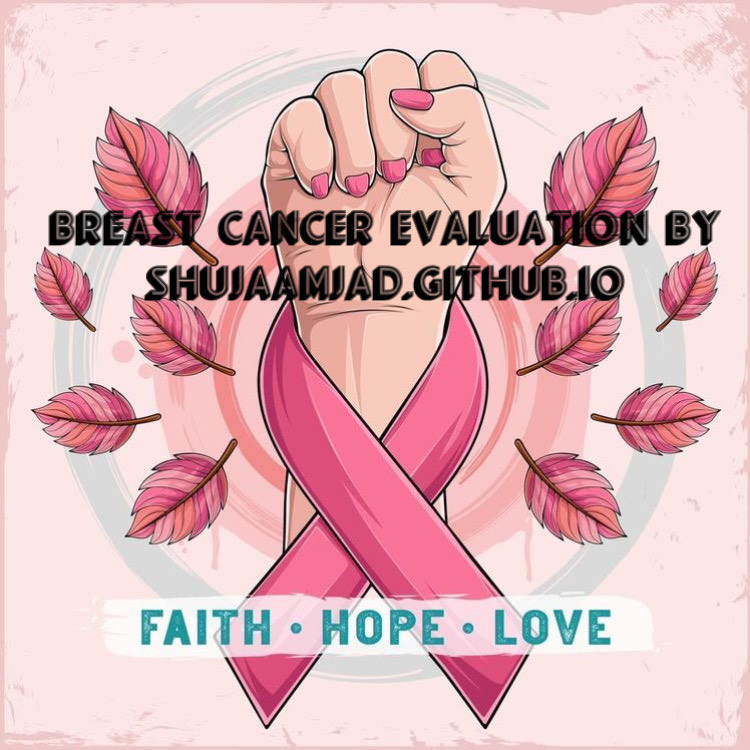 BREAST CANCER EVALUATION BY
SHUJAAMJAD.GITHUB.IO
FAITH • HOPE • LOVE